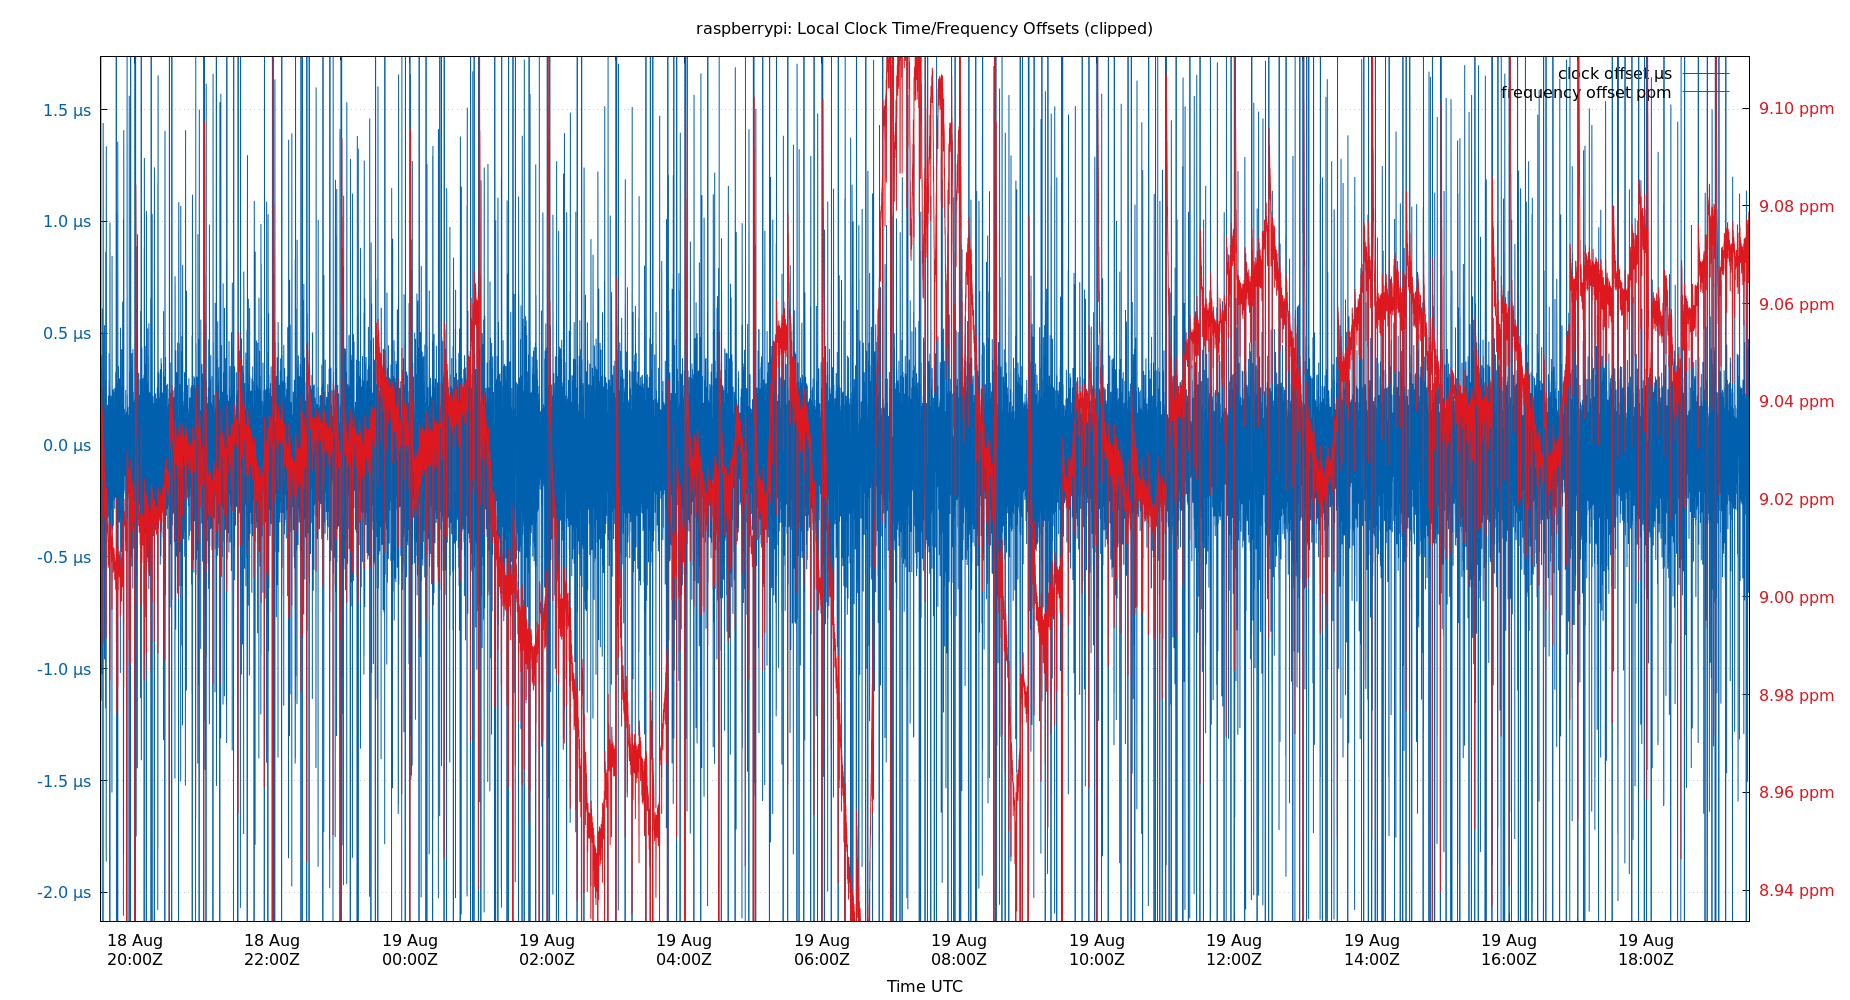 raspberrypi: Local Clock Time/Frequency Offsets (clipped)
clock offset µs
frequency offset ppm
1.5 µs
1.0 µs
0.5 µs
0.0 µs
-0.5 µs
-1.0 µs
-1.5 µs
-2.0 µs
9.10 ppm
9.08 ppm
9.06 ppm
9.04 ppm
9.02 ppm
9.00 ppm
8.98 ppm
8.96 ppm
8.94 ppm
18 Aug 18 Aug 19 Aug 19 Aug 19 Aug 19 Aug 19 Aug 19 Aug 19 Aug 19 Aug 19 Aug 19 Aug
20:00Z 22:00Z 00:00Z 02:00Z 04:00Z 06:00Z 08:00Z 10:00Z 12:00Z 14:00Z 16:00Z 18:00Z
Time UTC